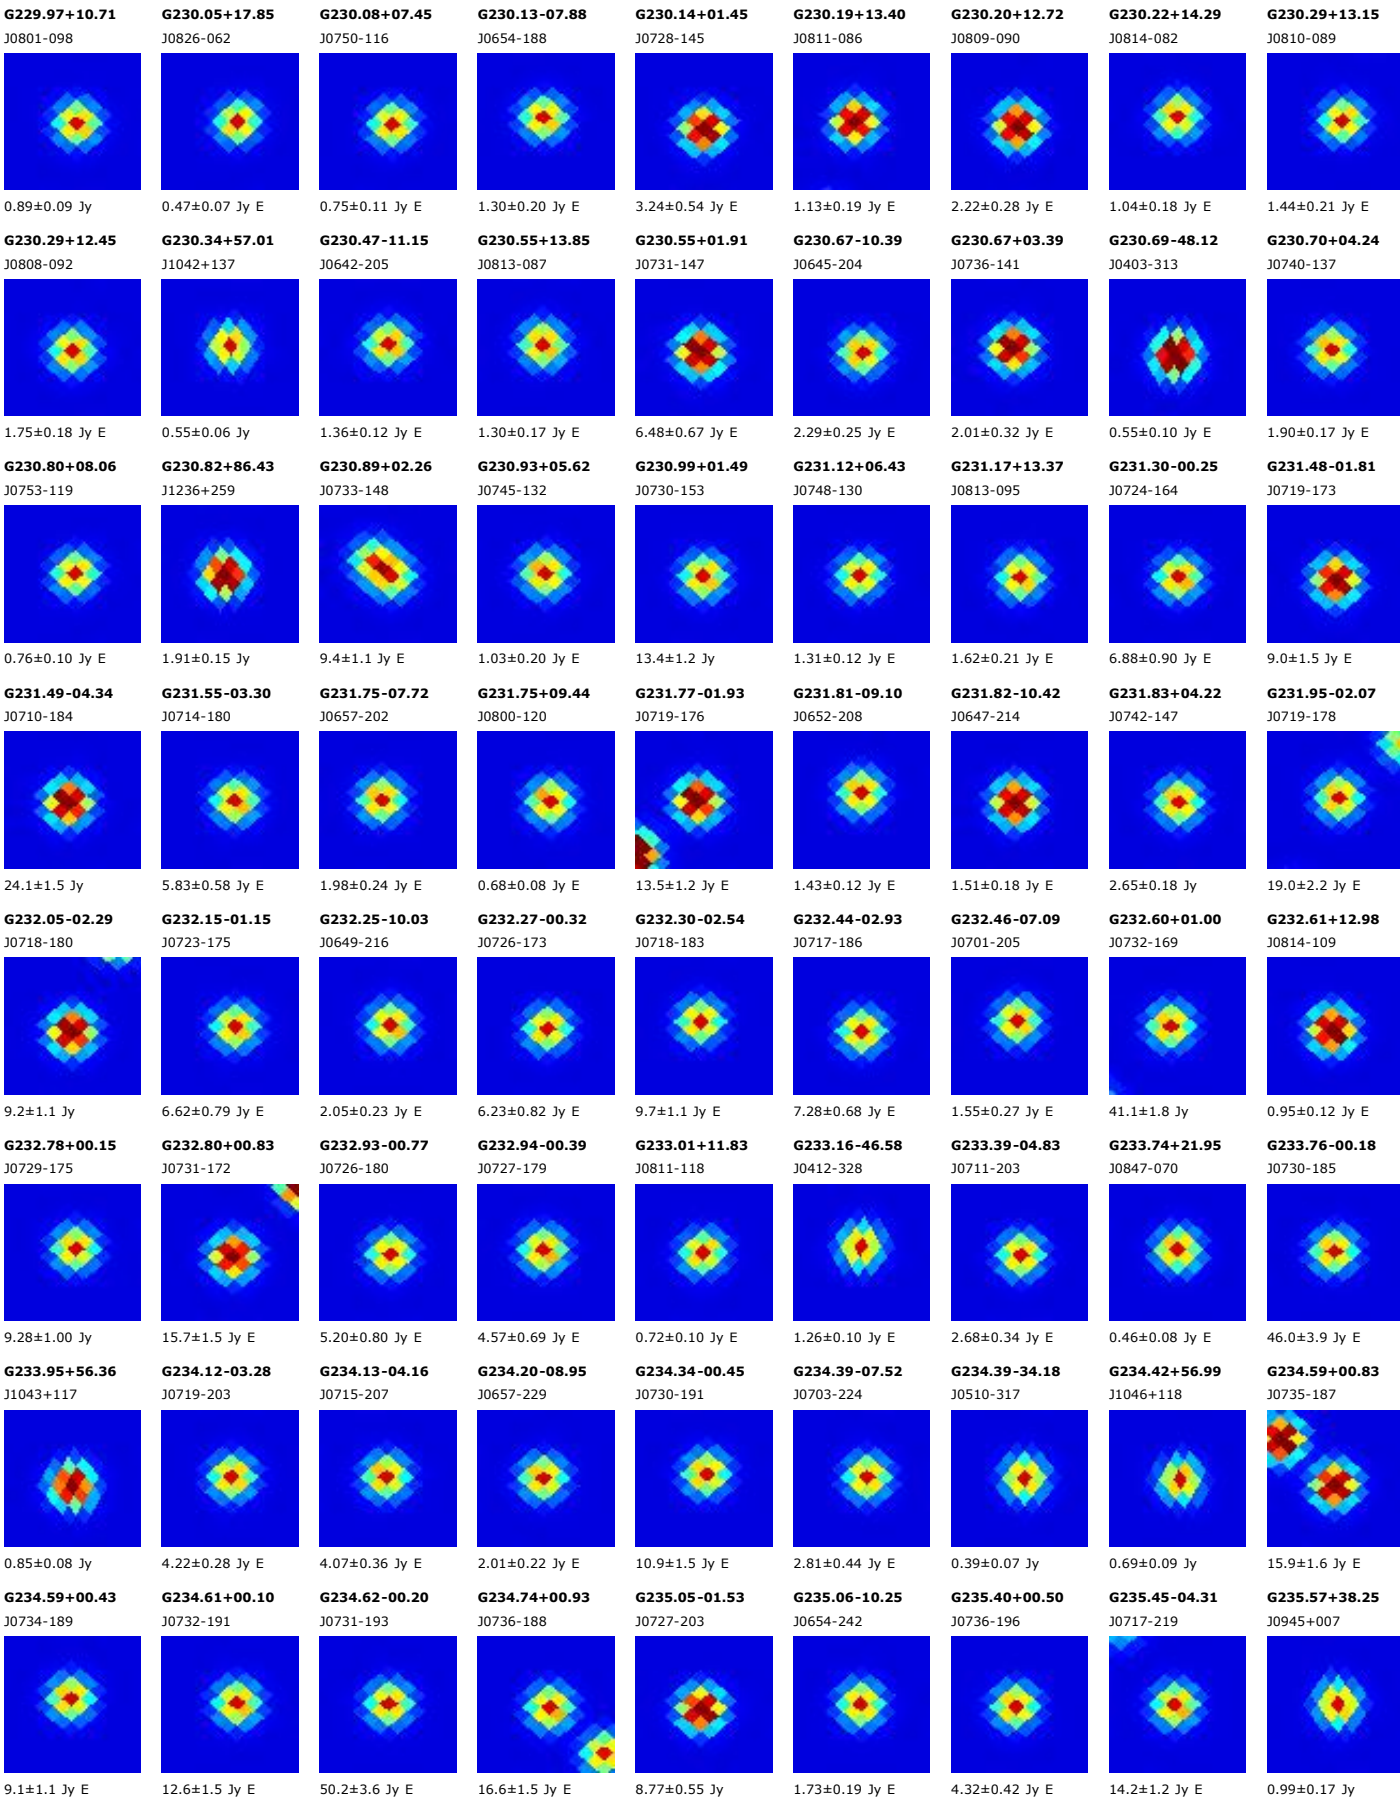 G229.97+10.71 G230.05+17.85 G230.08+07.45 G230.13-07.88 G230.14+01.45 G230.19+13.40 G230.20+12.72 G230.22+14.29 G230.29+13.15
J0801-098 J0826-062 J0750-116 J0654-188 J0728-145 J0811-086 J0809-090 J0814-082 J0810-089
0.89±0.09 Jy 0.47±0.07 Jy E 0.75±0.11 Jy E 1.30±0.20 Jy E 3.24±0.54 Jy E 1.13±0.19 Jy E 2.22±0.28 Jy E 1.04±0.18 Jy E 1.44±0.21 Jy E
G230.29+12.45 G230.34+57.01 G230.47-11.15 G230.55+13.85 G230.55+01.91 G230.67-10.39 G230.67+03.39 G230.69-48.12 G230.70+04.24
J0808-092 J1042+137 J0642-205 J0813-087 J0731-147 J0645-204 J0736-141 J0403-313 J0740-137
1.75±0.18 Jy E 0.55±0.06 Jy 1.36±0.12 Jy E 1.30±0.17 Jy E 6.48±0.67 Jy E 2.29±0.25 Jy E 2.01±0.32 Jy E 0.55±0.10 Jy E 1.90±0.17 Jy E
G230.80+08.06 G230.82+86.43 G230.89+02.26 G230.93+05.62 G230.99+01.49 G231.12+06.43 G231.17+13.37 G231.30-00.25 G231.48-01.81
J0753-119 J1236+259 J0733-148 J0745-132 J0730-153 J0748-130 J0813-095 J0724-164 J0719-173
0.76±0.10 Jy E 1.91±0.15 Jy 9.4±1.1 Jy E 1.03±0.20 Jy E 13.4±1.2 Jy 1.31±0.12 Jy E 1.62±0.21 Jy E 6.88±0.90 Jy E 9.0±1.5 Jy E
G231.49-04.34 G231.55-03.30 G231.75-07.72 G231.75+09.44 G231.77-01.93 G231.81-09.10 G231.82-10.42 G231.83+04.22 G231.95-02.07
J0710-184 J0714-180 J0657-202 J0800-120 J0719-176 J0652-208 J0647-214 J0742-147 J0719-178
24.1±1.5 Jy 5.83±0.58 Jy E 1.98±0.24 Jy E 0.68±0.08 Jy E 13.5±1.2 Jy E 1.43±0.12 Jy E 1.51±0.18 Jy E 2.65±0.18 Jy 19.0±2.2 Jy E
G232.05-02.29 G232.15-01.15 G232.25-10.03 G232.27-00.32 G232.30-02.54 G232.44-02.93 G232.46-07.09 G232.60+01.00 G232.61+12.98
J0718-180 J0723-175 J0649-216 J0726-173 J0718-183 J0717-186 J0701-205 J0732-169 J0814-109
9.2±1.1 Jy 6.62±0.79 Jy E 2.05±0.23 Jy E 6.23±0.82 Jy E 9.7±1.1 Jy E 7.28±0.68 Jy E 1.55±0.27 Jy E 41.1±1.8 Jy 0.95±0.12 Jy E
G232.78+00.15 G232.80+00.83 G232.93-00.77 G232.94-00.39 G233.01+11.83 G233.16-46.58 G233.39-04.83 G233.74+21.95 G233.76-00.18
J0729-175 J0731-172 J0726-180 J0727-179 J0811-118 J0412-328 J0711-203 J0847-070 J0730-185
9.28±1.00 Jy 15.7±1.5 Jy E 5.20±0.80 Jy E 4.57±0.69 Jy E 0.72±0.10 Jy E 1.26±0.10 Jy E 2.68±0.34 Jy E 0.46±0.08 Jy E 46.0±3.9 Jy E
G233.95+56.36 G234.12-03.28 G234.13-04.16 G234.20-08.95 G234.34-00.45 G234.39-07.52 G234.39-34.18 G234.42+56.99 G234.59+00.83
J1043+117 J0719-203 J0715-207 J0657-229 J0730-191 J0703-224 J0510-317 J1046+118 J0735-187
0.85±0.08 Jy 4.22±0.28 Jy E 4.07±0.36 Jy E 2.01±0.22 Jy E 10.9±1.5 Jy E 2.81±0.44 Jy E 0.39±0.07 Jy 0.69±0.09 Jy 15.9±1.6 Jy E
G234.59+00.43 G234.61+00.10 G234.62-00.20 G234.74+00.93 G235.05-01.53 G235.06-10.25 G235.40+00.50 G235.45-04.31 G235.57+38.25
J0734-189 J0732-191 J0731-193 J0736-188 J0727-203 J0654-242 J0736-196 J0717-219 J0945+007
9.1±1.1 Jy E 12.6±1.5 Jy E 50.2±3.6 Jy E 16.6±1.5 Jy E 8.77±0.55 Jy 1.73±0.19 Jy E 4.32±0.42 Jy E 14.2±1.2 Jy E 0.99±0.17 Jy